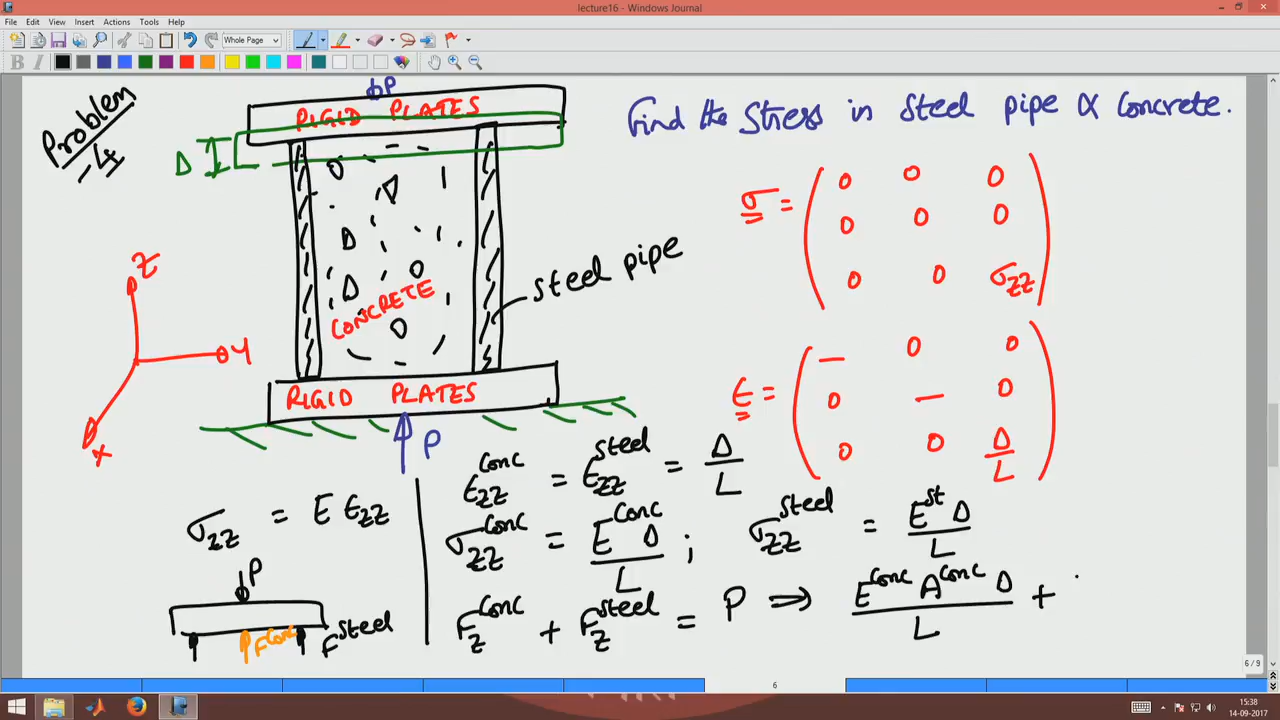 lecture16 - Windows Journal
File Edit View Insert Actions Tools Help
Whole Page
B I
Problem
-4
P
RIGID PLATES
Δ
CONCRETE
steel pipe
Z
Y
X
RIGID PLATES
P
Find the Stress in Steel pipe & Concrete.
σ = ( 0 0 0
0 0 0
0 0 σzz )
ϵ = ( — 0 0
0 — 0
0 0 Δ/L )
σzz = E ϵzz
P
F^Conc F^steel
ϵzz^Conc = ϵzz^steel = Δ/L
σzz^Conc = E^Conc Δ/L ; σzz^steel = E^st Δ/L
Fz^Conc + Fz^steel = P ⇒ E^Conc A^Conc Δ/L +
6/9
6
15:38
14-09-2017